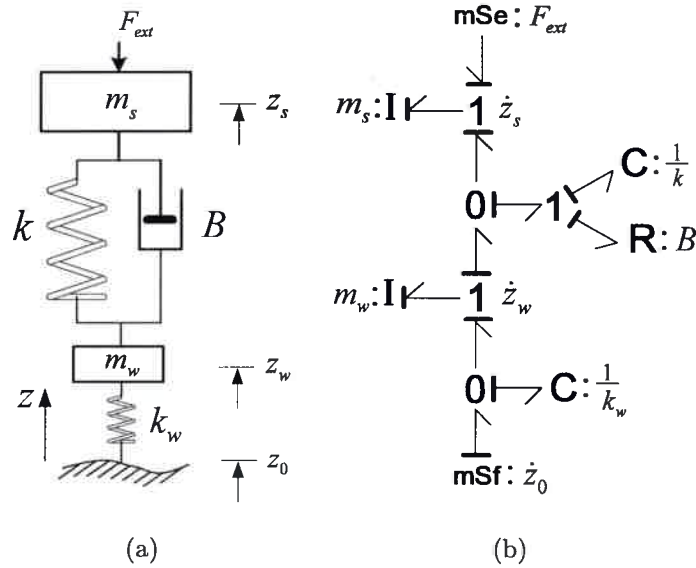 F_ext
m_s
z_s
k
B
m_w
z_w
z
k_w
z_0
(a)
mSe: F_ext
m_s: I 1 ż_s
C: 1/k
0 1
R: B
m_w: I 1 ż_w
0 C: 1/k_w
mSf: ż_0
(b)